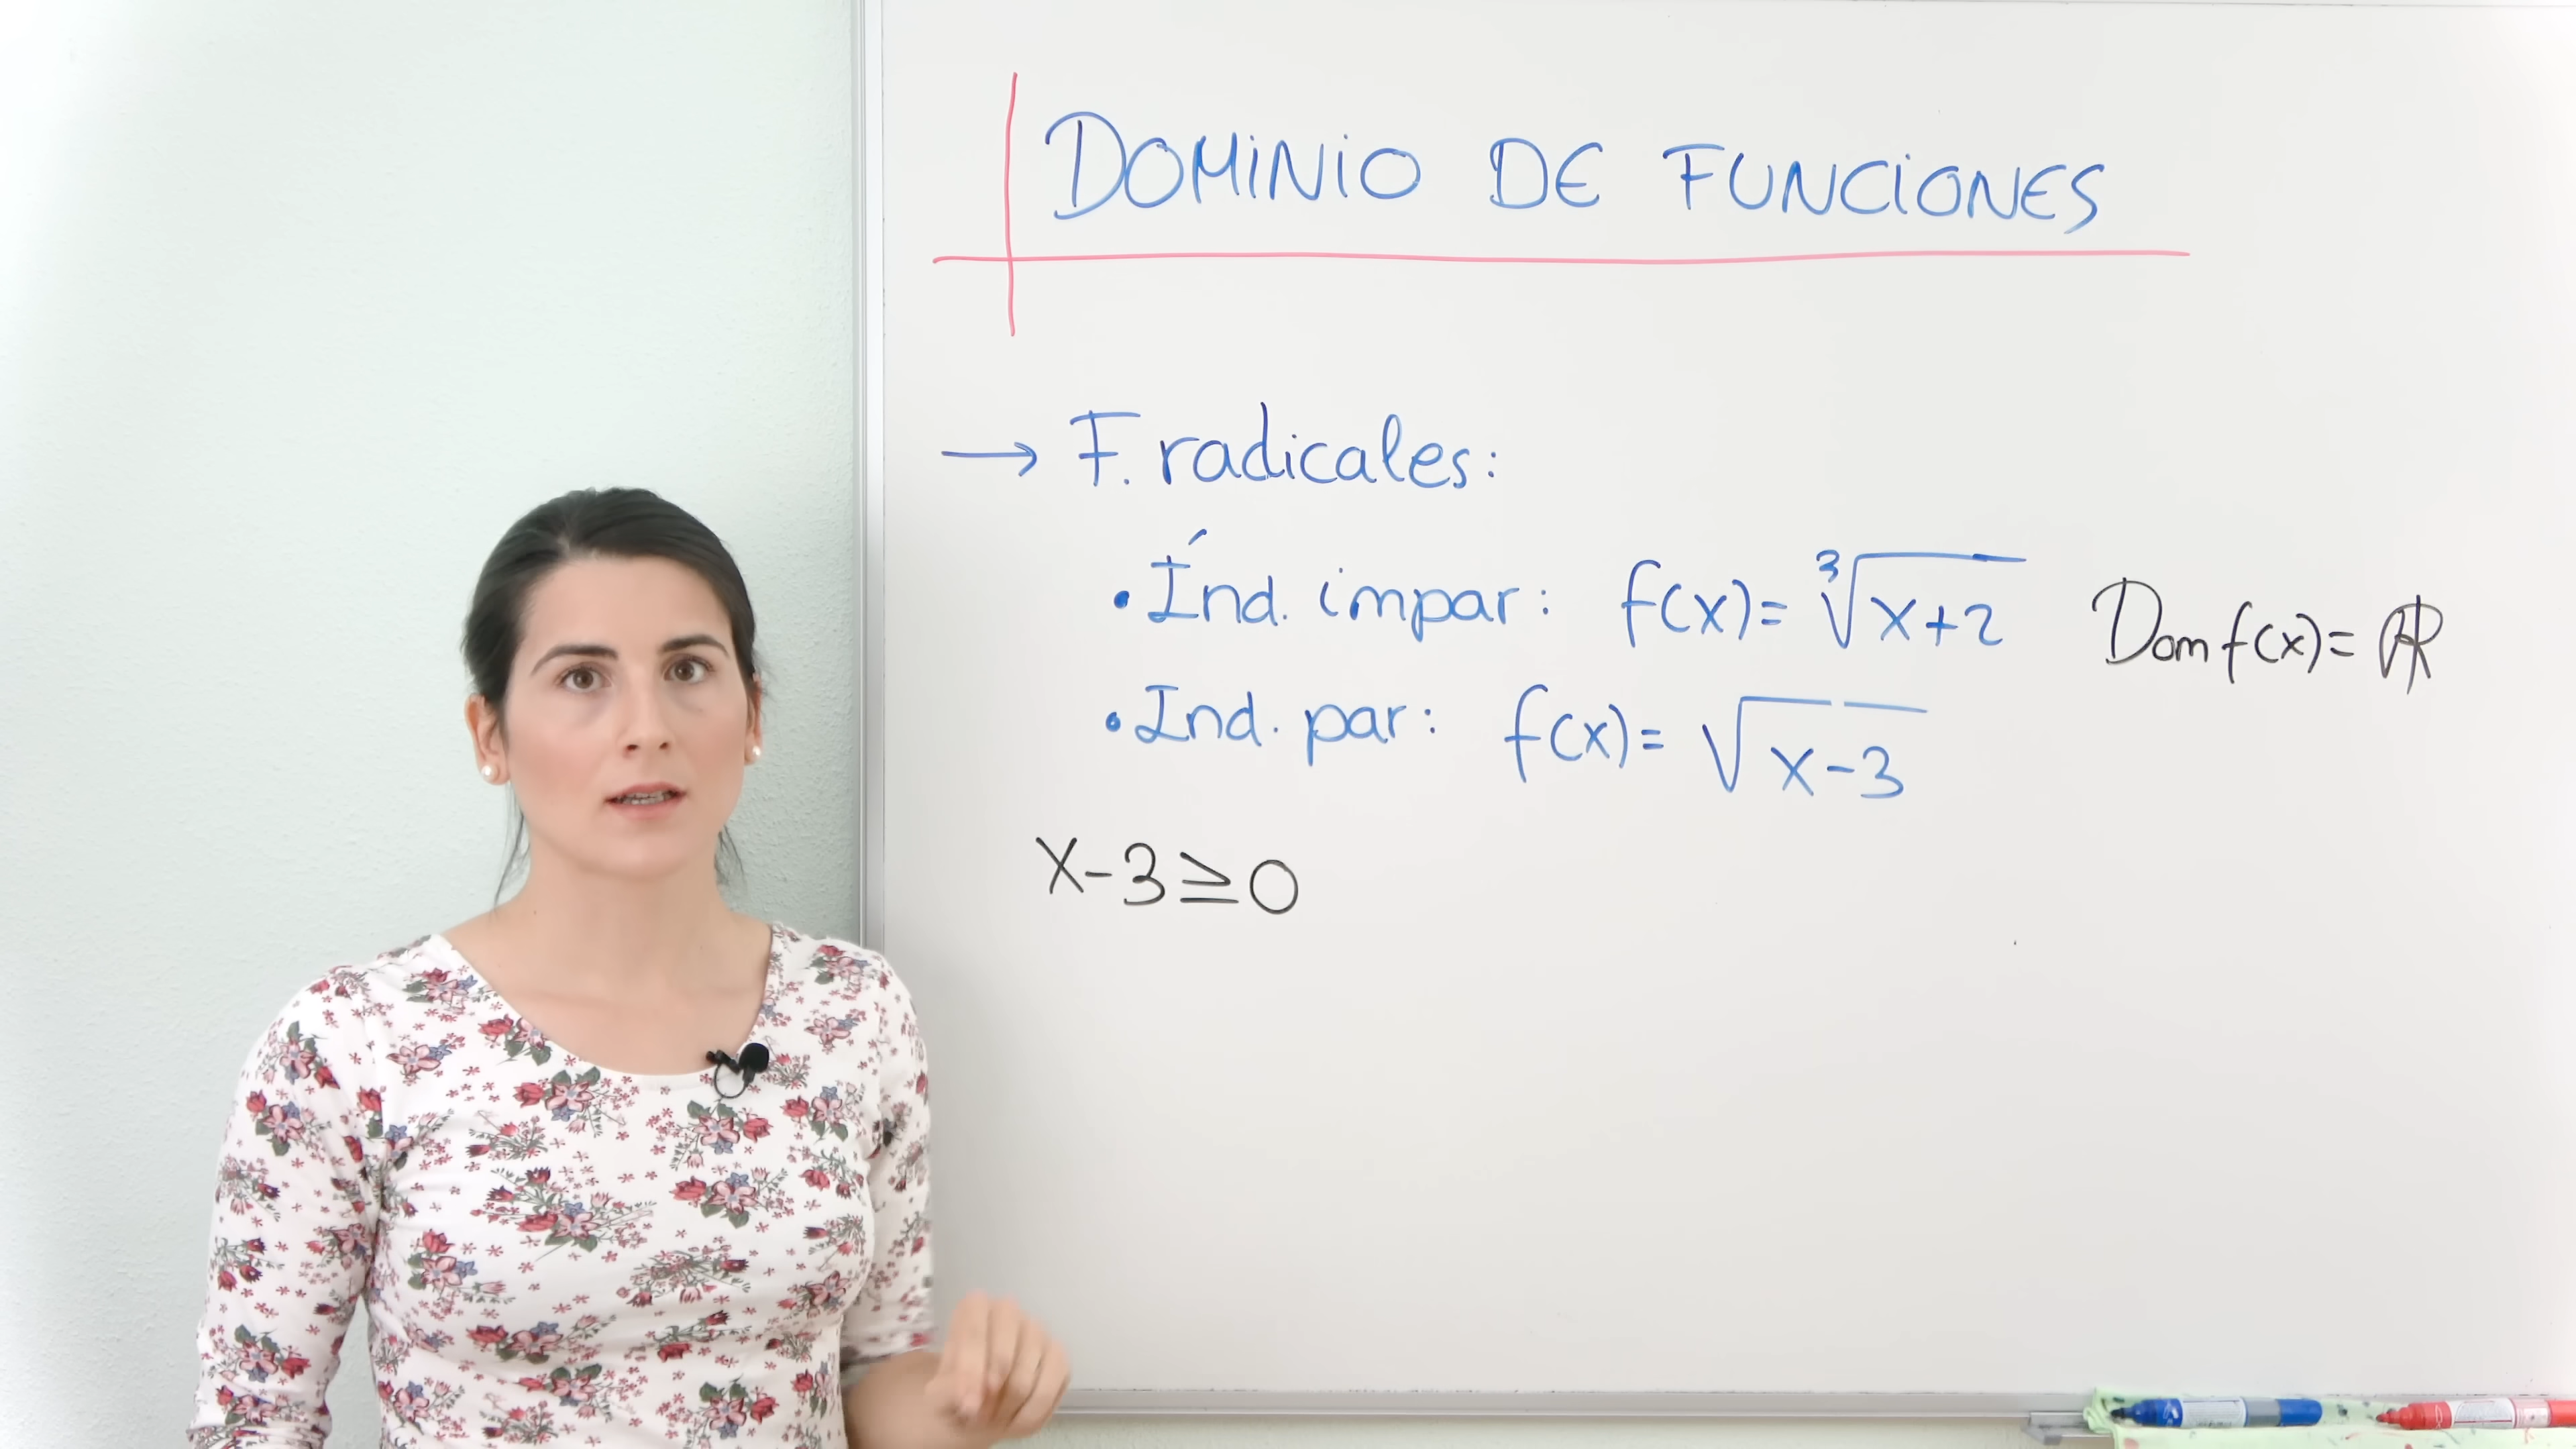 DOMINIO DE FUNCIONES
→ F. radicales:
• Índ. impar: f(x)= ∛(x+2) Dom f(x)= ℝ
• Ind. par: f(x)= √(x-3)
x-3≥0